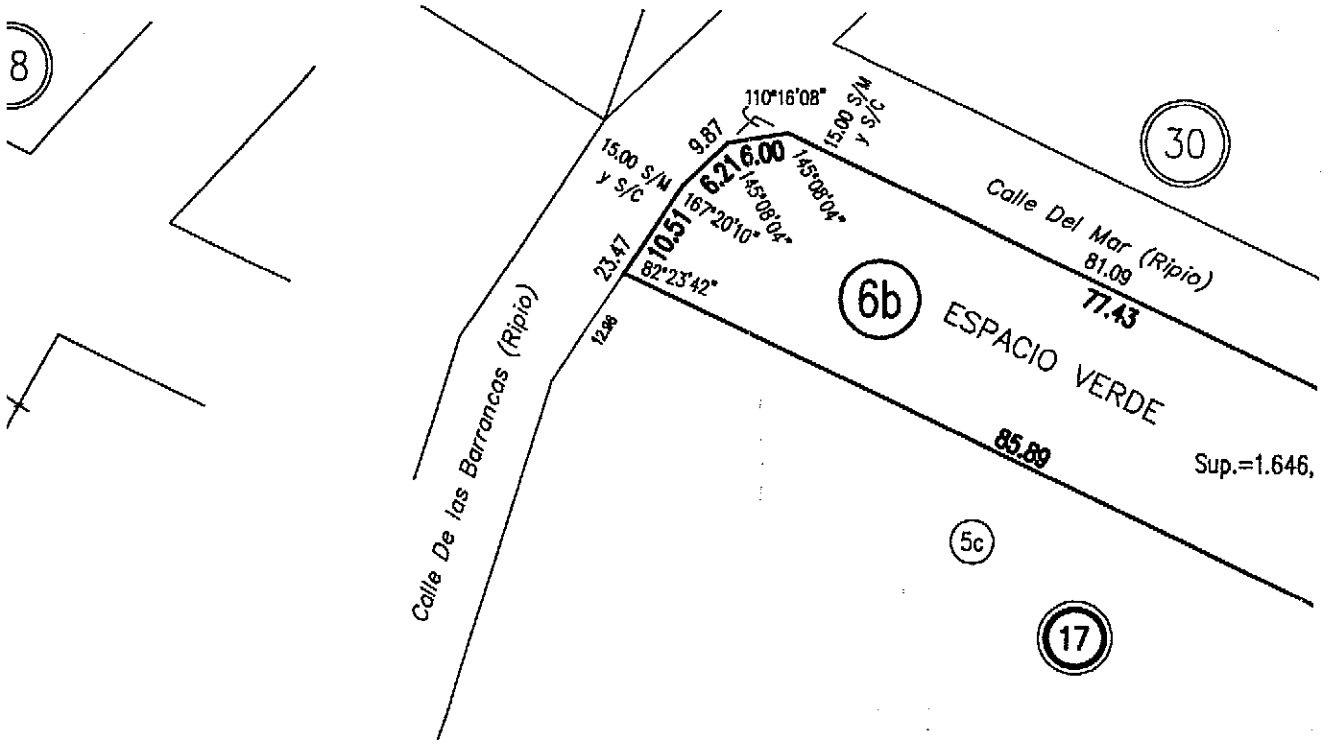 8
110°16'08"
15.00 S/M
y S/C
30
9.87
15.00 S/M
y S/C
6.21
6.00
145°08'04"
145°08'04"
167°20'10"
10.51
23.47
82°23'42"
12.96
Calle Del Mar (Ripio)
81.09
77.43
6b
ESPACIO VERDE
Calle De las Barrancas (Ripio)
85.89
Sup.=1.646,
5c
17